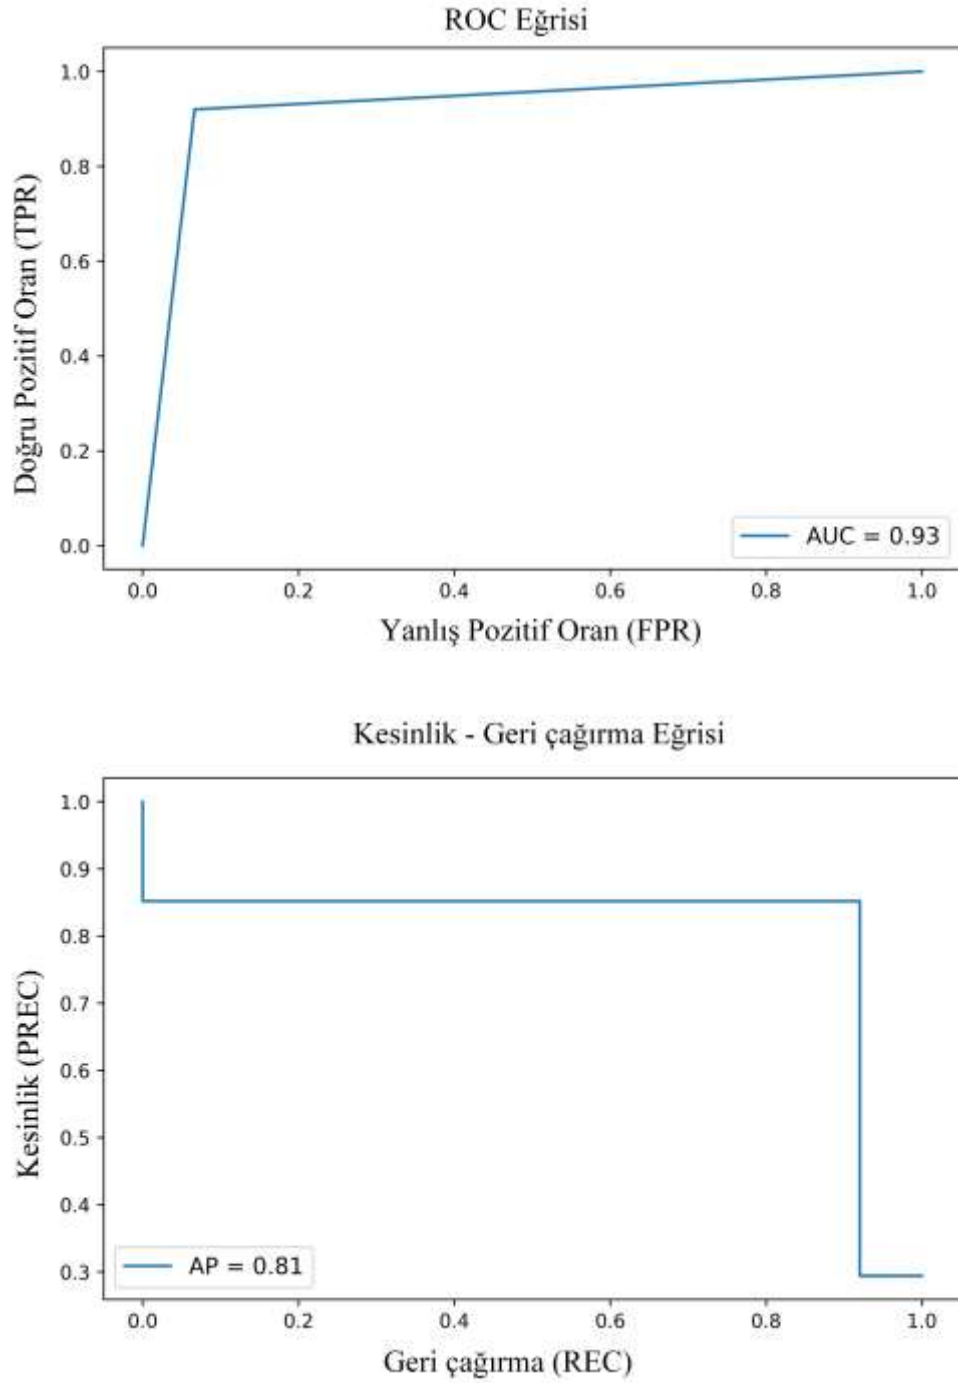 ROC Eğrisi
1.0
0.8
0.6
0.4
0.2
0.0
Doğru Pozitif Oran (TPR)
AUC = 0.93
0.0 0.2 0.4 0.6 0.8 1.0
Yanlış Pozitif Oran (FPR)
Kesinlik - Geri çağırma Eğrisi
1.0
0.9
0.8
0.7
0.6
0.5
0.4
0.3
Kesinlik (PREC)
AP = 0.81
0.0 0.2 0.4 0.6 0.8 1.0
Geri çağırma (REC)